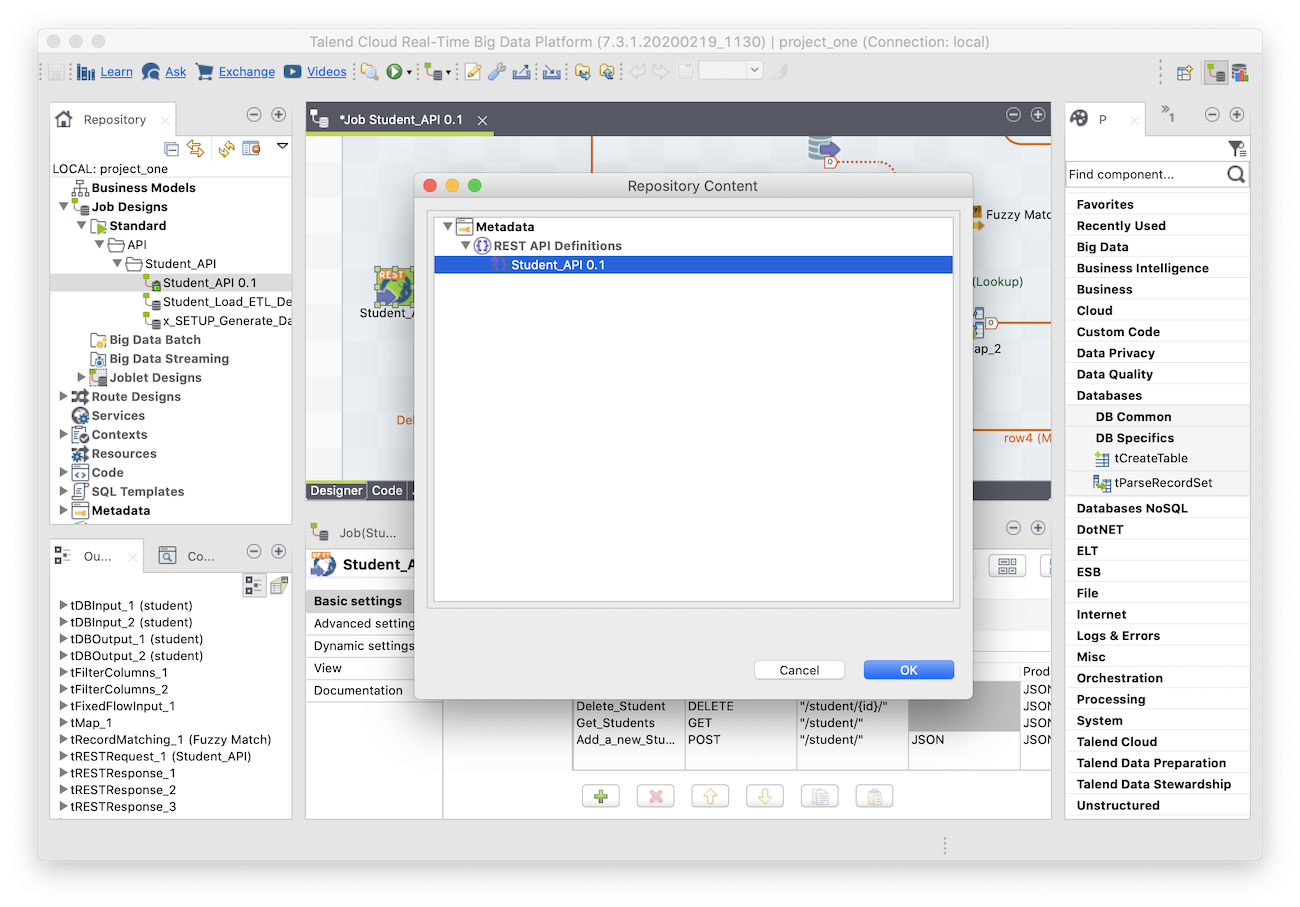 Talend Cloud Real-Time Big Data Platform (7.3.1.20200219_1130) | project_one (Connection: local)
Learn Ask Exchange Videos
Repository
LOCAL: project_one
Business Models
Job Designs
Standard
API
Student_API
Student_API 0.1
Student_Load_ETL_De
x_SETUP_Generate_Da
Big Data Batch
Big Data Streaming
Joblet Designs
Route Designs
Services
Contexts
Resources
Code
SQL Templates
Metadata
Ou...
Co...
tDBInput_1 (student)
tDBInput_2 (student)
tDBOutput_1 (student)
tDBOutput_2 (student)
tFilterColumns_1
tFilterColumns_2
tFixedFlowInput_1
tMap_1
tRecordMatching_1 (Fuzzy Match)
tRESTRequest_1 (Student_API)
tRESTResponse_1
tRESTResponse_2
tRESTResponse_3
*Job Student_API 0.1
REST
Student_A
Del
Fuzzy Matc
(Lookup)
ap_2
row4 (M
Designer
Code
Repository Content
Metadata
REST API Definitions
Student_API 0.1
Cancel
OK
Job(Stu...
REST
Student_A
Basic settings
Advanced setting
Dynamic settings
View
Documentation
Prod
JSON
Delete_Student DELETE "/student/{id}/" JSON
Get_Students GET "/student/" JSON
Add_a_new_Stu... POST "/student/" JSON JSON
P
1
Find component...
Favorites
Recently Used
Big Data
Business Intelligence
Business
Cloud
Custom Code
Data Privacy
Data Quality
Databases
DB Common
DB Specifics
tCreateTable
tParseRecordSet
Databases NoSQL
DotNET
ELT
ESB
File
Internet
Logs & Errors
Misc
Orchestration
Processing
System
Talend Cloud
Talend Data Preparation
Talend Data Stewardship
Unstructured